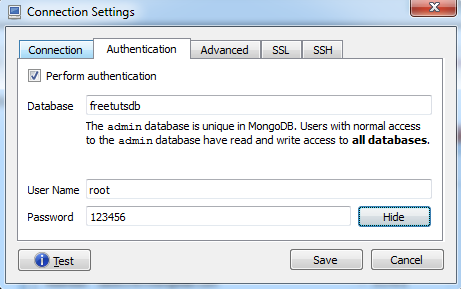 Connection Settings
Connection Authentication Advanced SSL SSH
Perform authentication
Database freetutsdb
The admin database is unique in MongoDB. Users with normal access
to the admin database have read and write access to all databases.
User Name root
Password 123456 Hide
Test Save Cancel